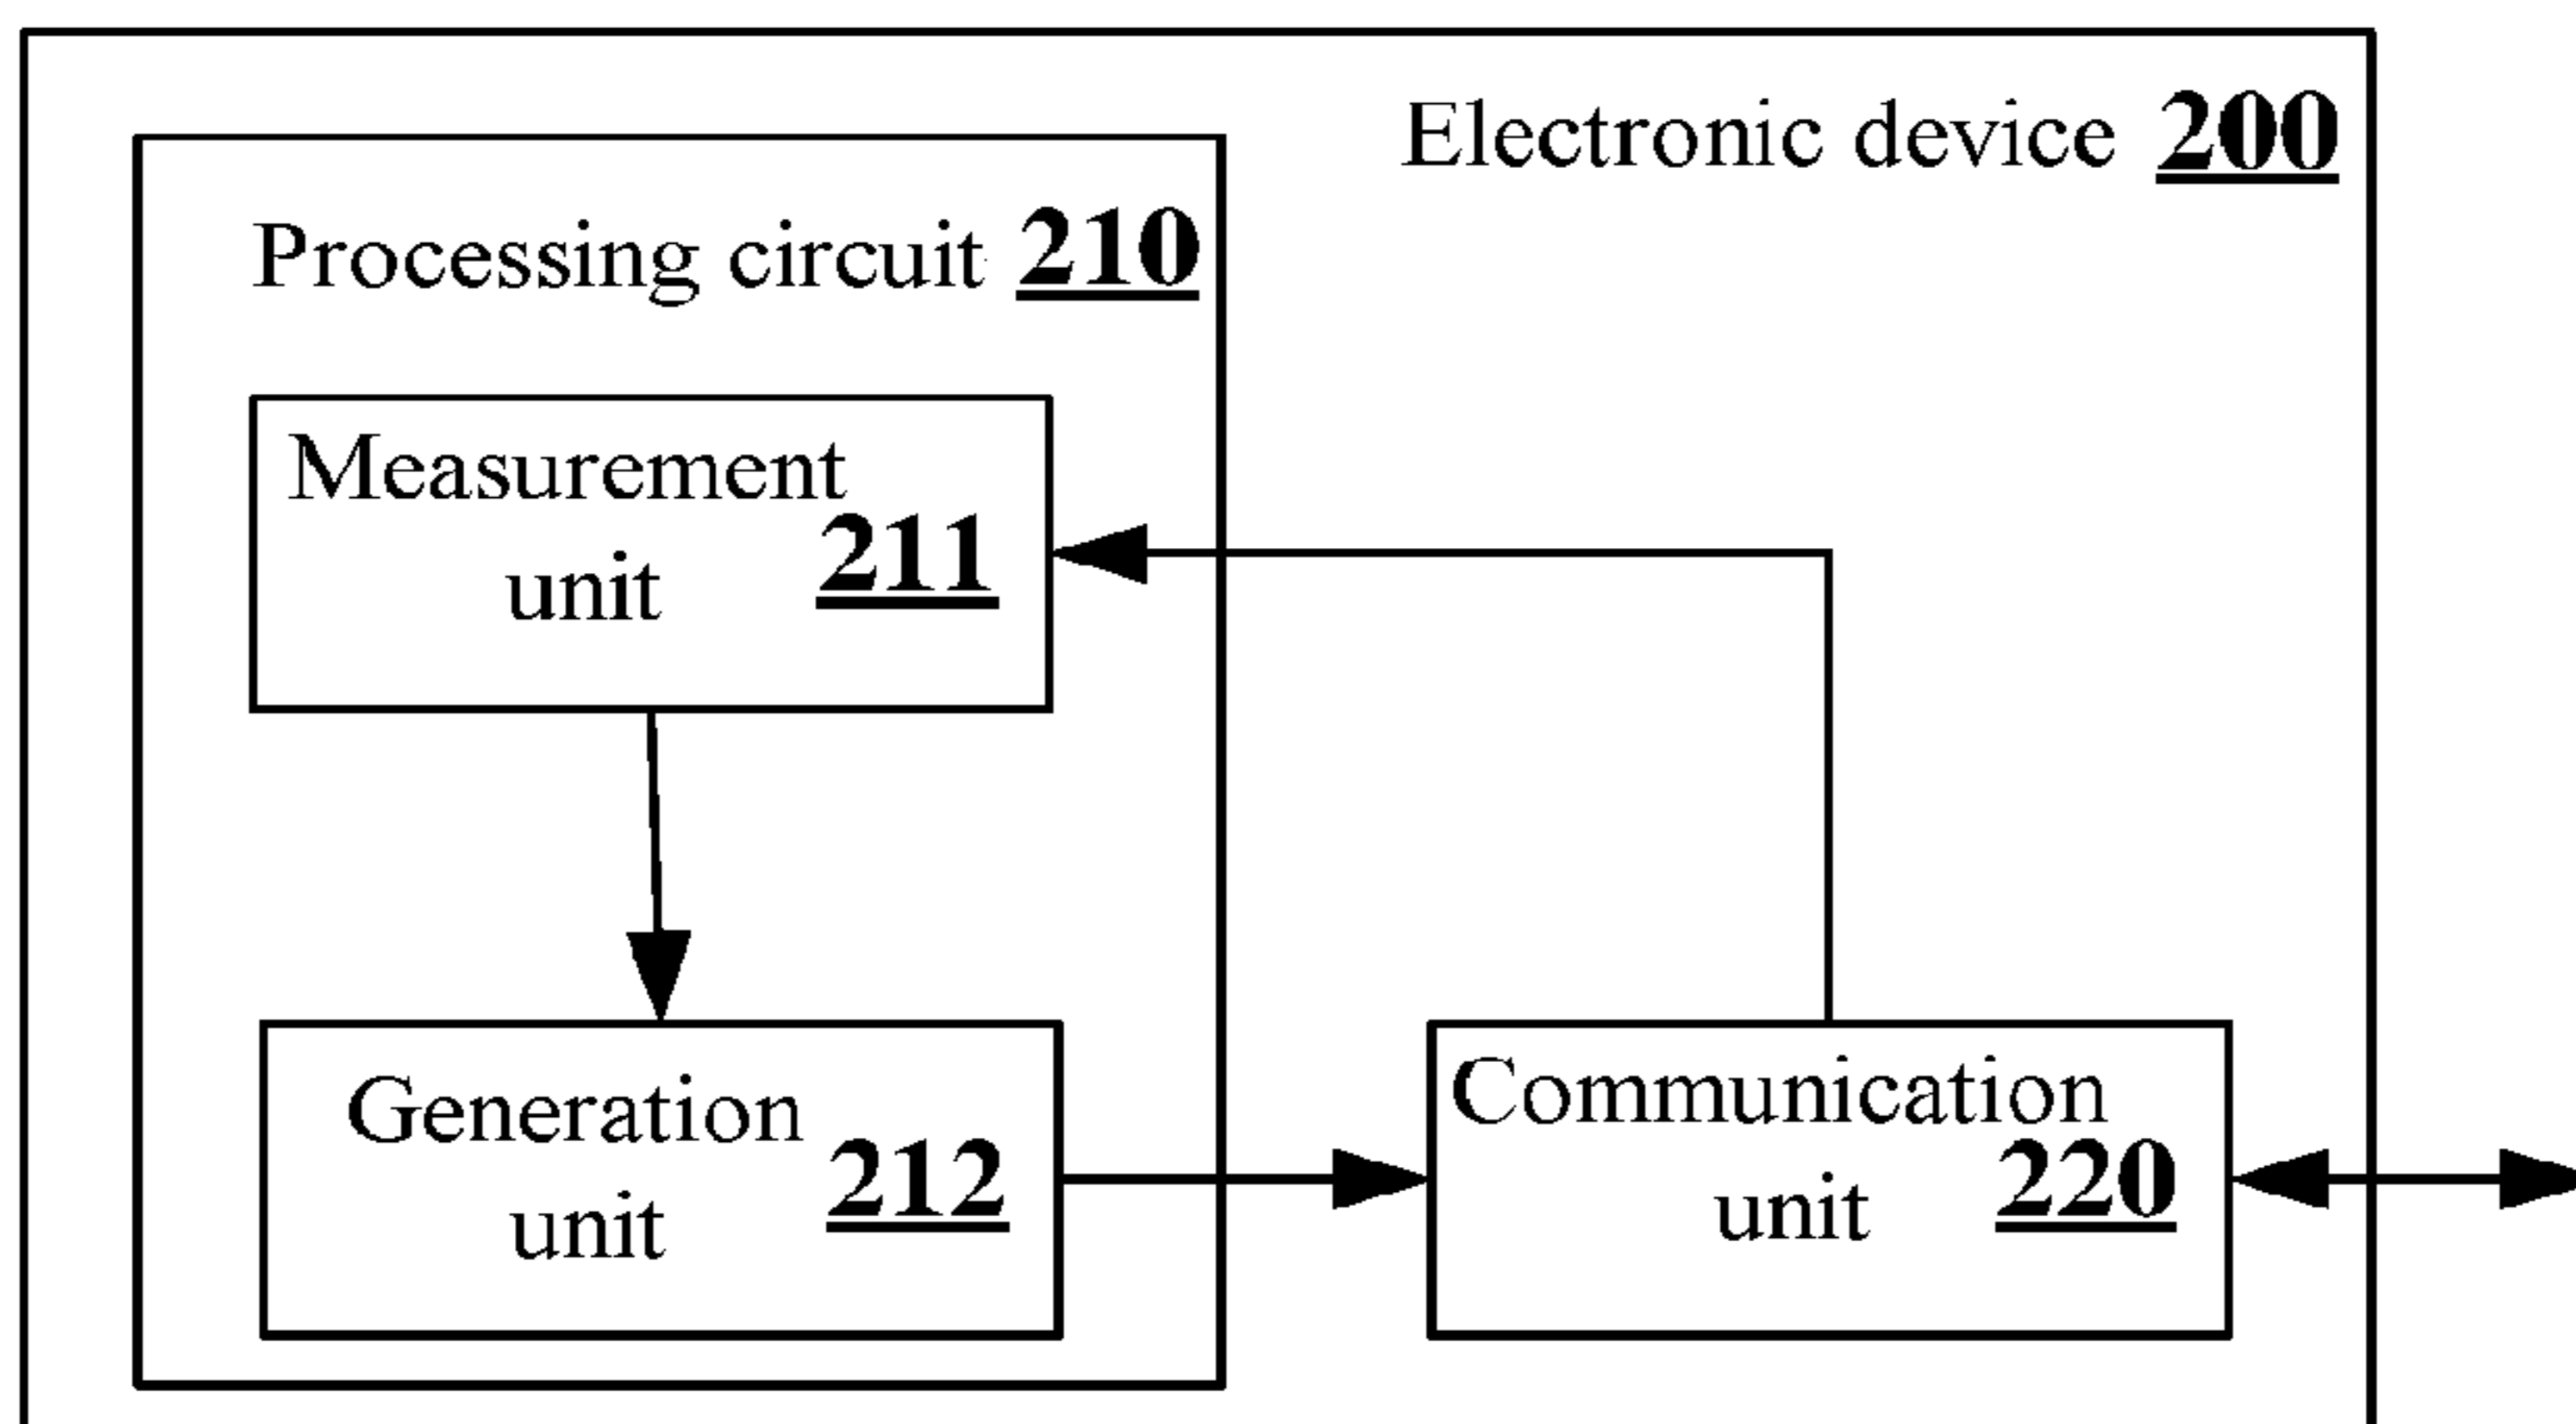 Electronic device 200
Processing circuit 210
Measurement
unit 211
Generation
unit 212
Communication
unit 220